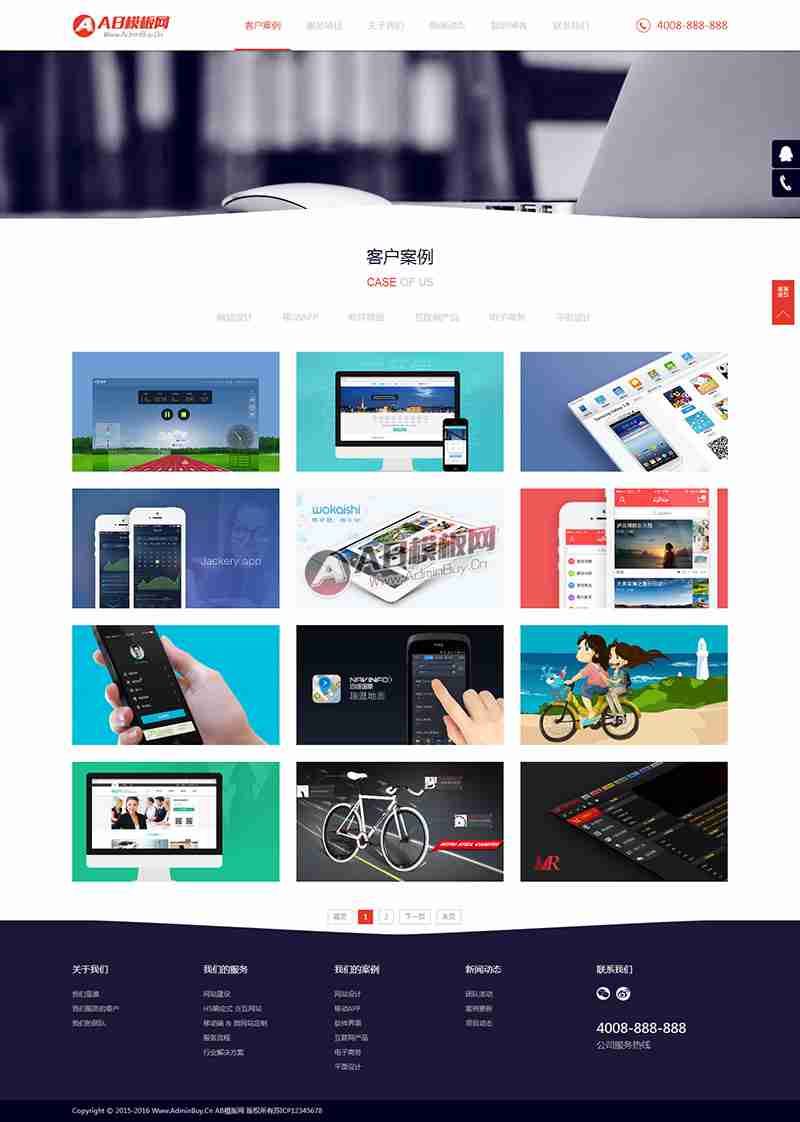 AB模板网
Www.AdminBuy.Cn
客户案例
服务项目
关于我们
新闻动态
联系我们
4008-888-888
客户案例
CASE OF US
网站设计
移动APP
软件界面
互联网产品
电子商务
平面设计
Jackery app
wokaishi
AB模板网
Www.AdminBuy.Cn
NAVINFO
四维图新
MR
首页
1
2
下一页
末页
关于我们
我们的服务
我们的案例
新闻动态
联系我们
我们是谁
我们服务的客户
我们的团队
网站建设
H5响应式 交互网站
移动端 & 微网站定制
服务流程
行业解决方案
网站设计
移动APP
软件界面
互联网产品
电子商务
平面设计
团队活动
案例更新
项目动态
4008-888-888
公司服务热线
Copyright © 2015-2016 Www.AdminBuy.Cn AB模板网 版权所有苏ICP12345678